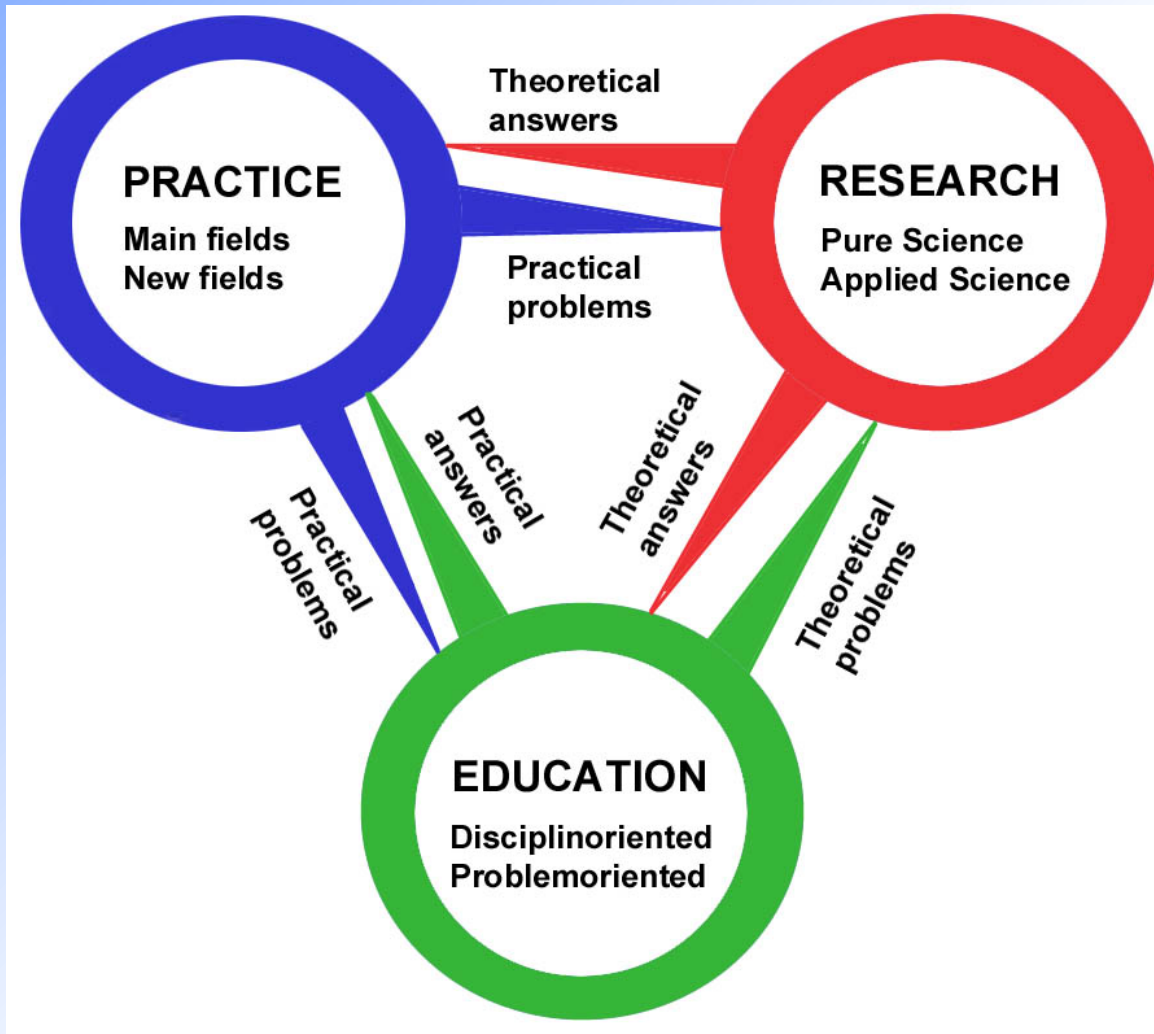 Theoretical
answers
PRACTICE
Main fields
New fields
RESEARCH
Pure Science
Applied Science
Practical
problems
Practical
problems
Practical
answers
Theoretical
answers
Theoretical
problems
EDUCATION
Disciplinoriented
Problemoriented